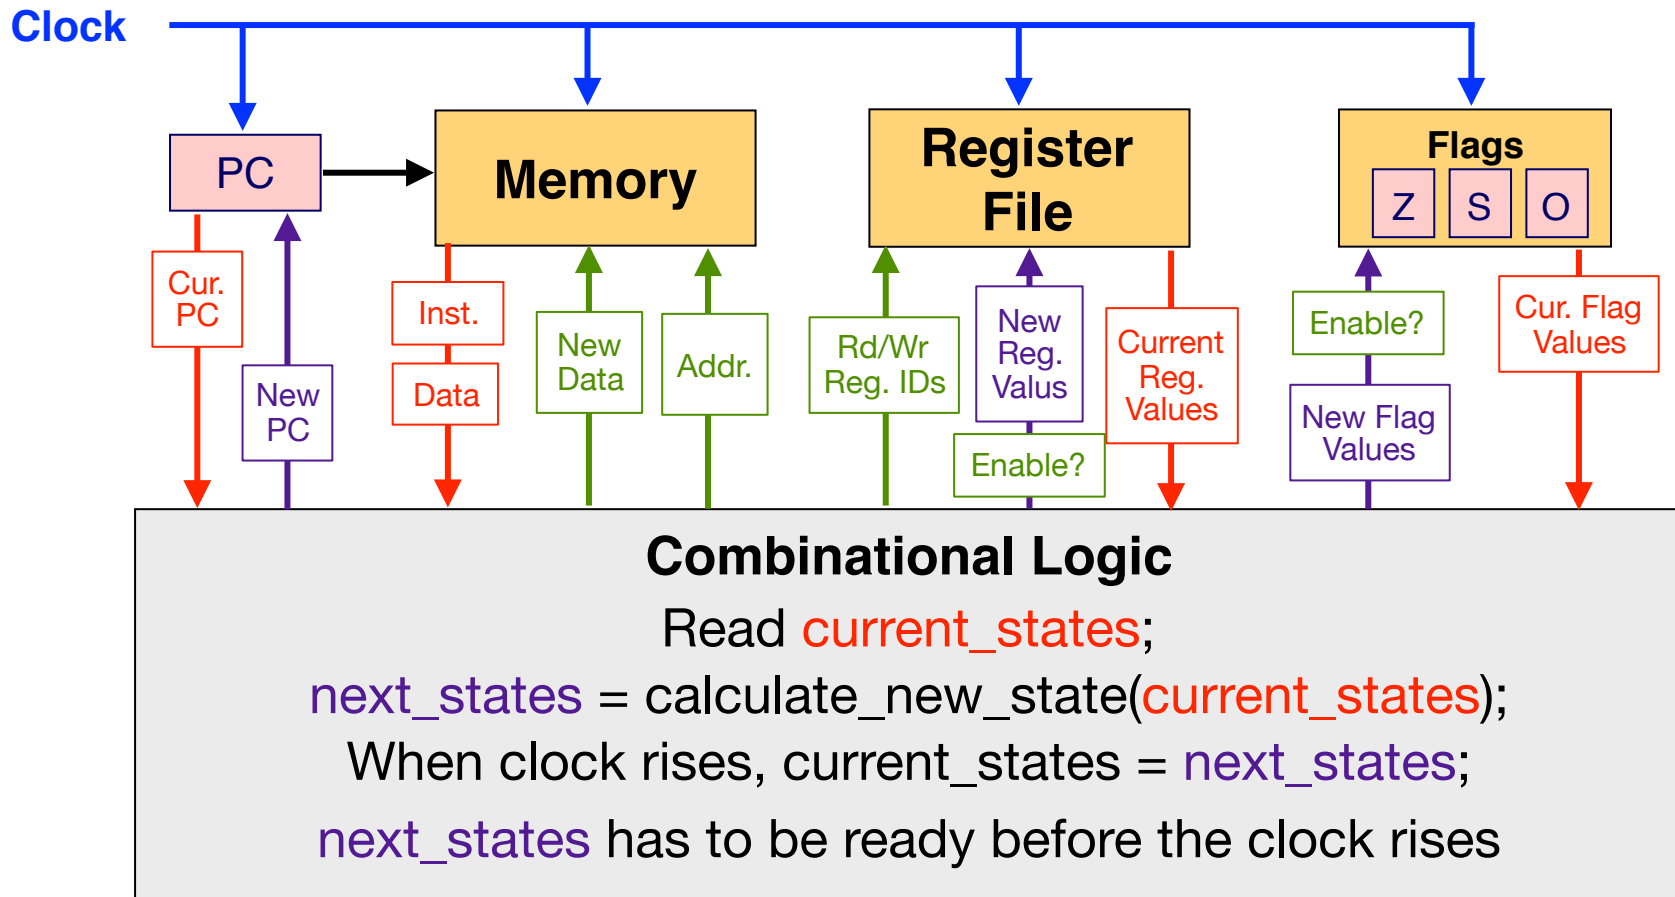 Clock
PC
Memory
Register
File
Flags
Z S O
Cur.
PC
New
PC
Inst.
Data
New
Data
Addr.
Rd/Wr
Reg. IDs
New
Reg.
Valus
Enable?
Current
Reg.
Values
Enable?
New Flag
Values
Cur. Flag
Values
Combinational Logic
Read current_states;
next_states = calculate_new_state(current_states);
When clock rises, current_states = next_states;
next_states has to be ready before the clock rises